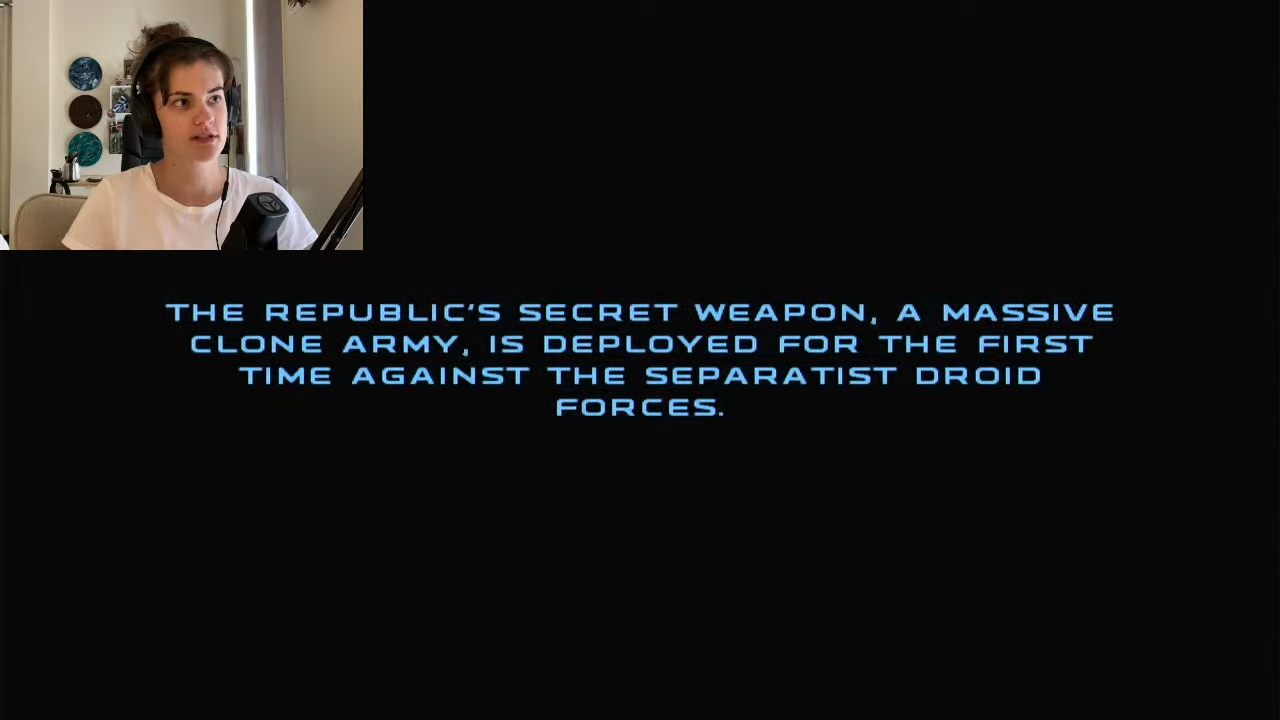 THE REPUBLIC'S SECRET WEAPON, A MASSIVE
CLONE ARMY, IS DEPLOYED FOR THE FIRST
TIME AGAINST THE SEPARATIST DROID
FORCES.